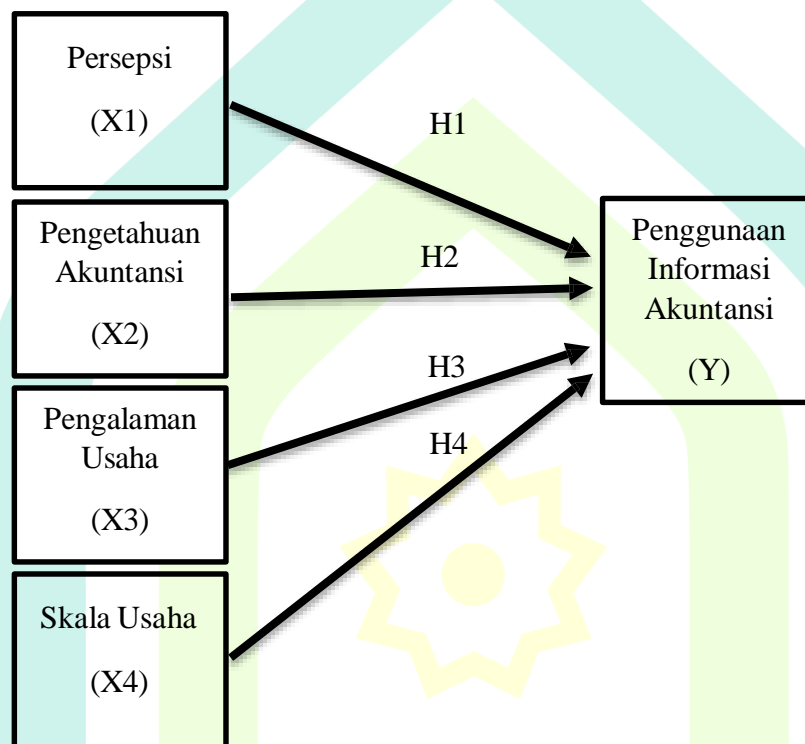 Persepsi
(X1)
H1
Pengetahuan
Akuntansi
(X2)
H2
Pengalaman
Usaha
(X3)
H3
Skala Usaha
(X4)
H4
Penggunaan
Informasi
Akuntansi
(Y)